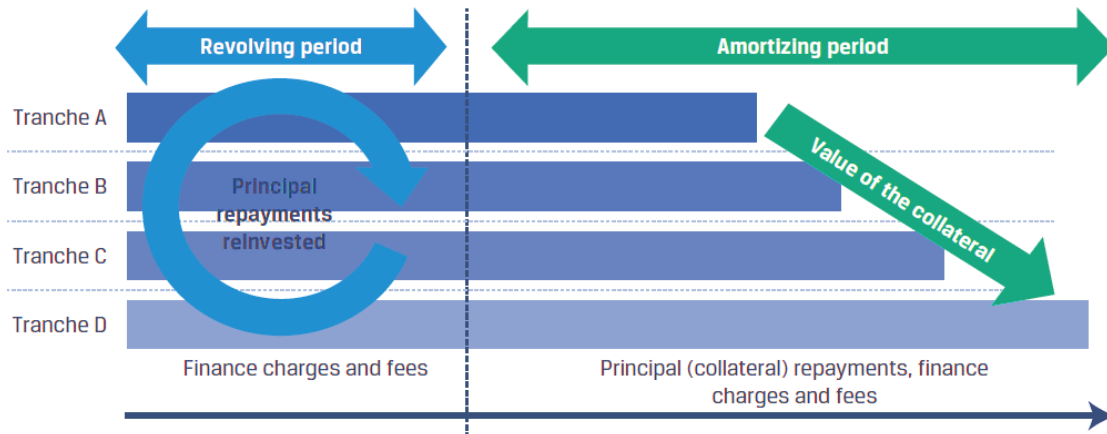 Revolving period
Amortizing period
Tranche A
Tranche B
Tranche C
Tranche D
Principal
repayments
reinvested
Value of the collateral
Finance charges and fees
Principal (collateral) repayments, finance
charges and fees